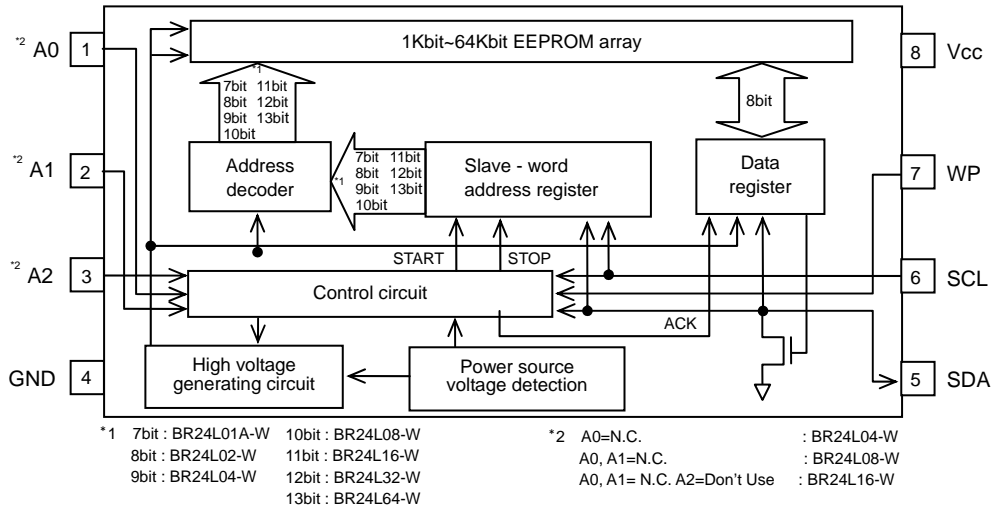 1Kbit~64Kbit EEPROM array
*2 A0 1
8 Vcc
*1
7bit 11bit
8bit 12bit
9bit 13bit
10bit
8bit
*2 A1 2
Address
decoder
*1
7bit 11bit
8bit 12bit
9bit 13bit
10bit
Slave - word
address register
Data
register
7 WP
START
STOP
*2 A2 3
Control circuit
6 SCL
ACK
GND 4
High voltage
generating circuit
Power source
voltage detection
5 SDA
*1 7bit : BR24L01A-W 10bit : BR24L08-W
8bit : BR24L02-W 11bit : BR24L16-W
9bit : BR24L04-W 12bit : BR24L32-W
13bit : BR24L64-W
*2 A0=N.C. : BR24L04-W
A0, A1=N.C. : BR24L08-W
A0, A1= N.C. A2=Don't Use : BR24L16-W